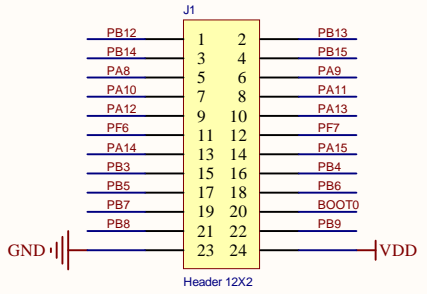 J1
PB12 1 2 PB13
PB14 3 4 PB15
PA8 5 6 PA9
PA10 7 8 PA11
PA12 9 10 PA13
PF6 11 12 PF7
PA14 13 14 PA15
PB3 15 16 PB4
PB5 17 18 PB6
PB7 19 20 BOOT0
PB8 21 22 PB9
GND 23 24 VDD
Header 12X2